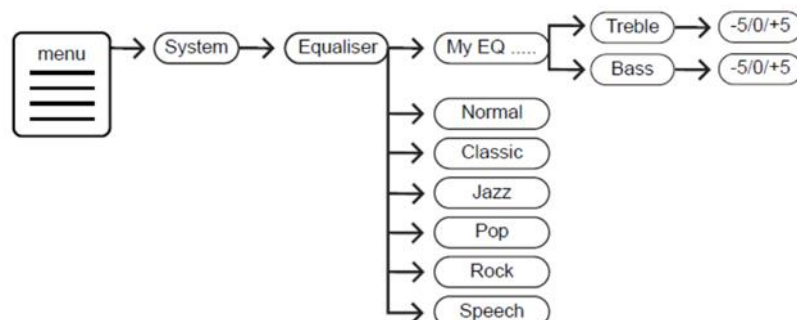 menu
System
Equaliser
My EQ .....
Treble
-5/0/+5
Bass
-5/0/+5
Normal
Classic
Jazz
Pop
Rock
Speech